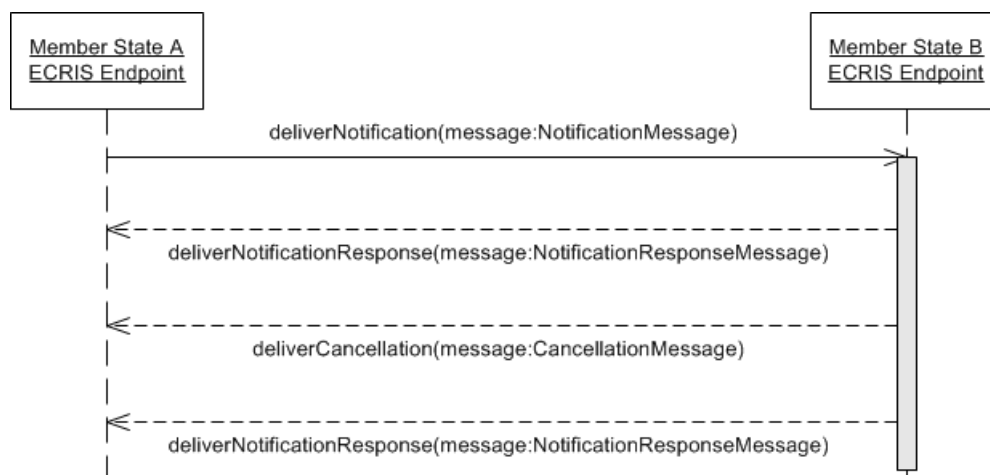 Member State A
ECRIS Endpoint
Member State B
ECRIS Endpoint
deliverNotification(message:NotificationMessage)
deliverNotificationResponse(message:NotificationResponseMessage)
deliverCancellation(message:CancellationMessage)
deliverNotificationResponse(message:NotificationResponseMessage)